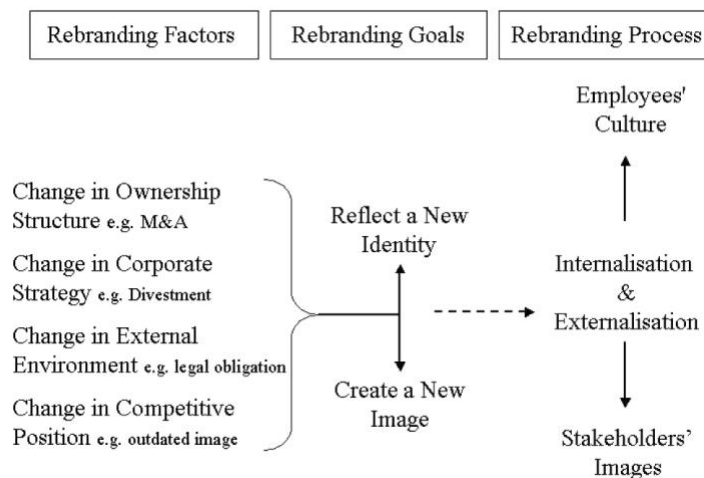 Rebranding Factors
Rebranding Goals
Rebranding Process
Change in Ownership
Structure e.g. M&A
Change in Corporate
Strategy e.g. Divestment
Change in External
Environment e.g. legal obligation
Change in Competitive
Position e.g. outdated image
Reflect a New
Identity
Create a New
Image
Employees'
Culture
Internalisation
&
Externalisation
Stakeholders’
Images